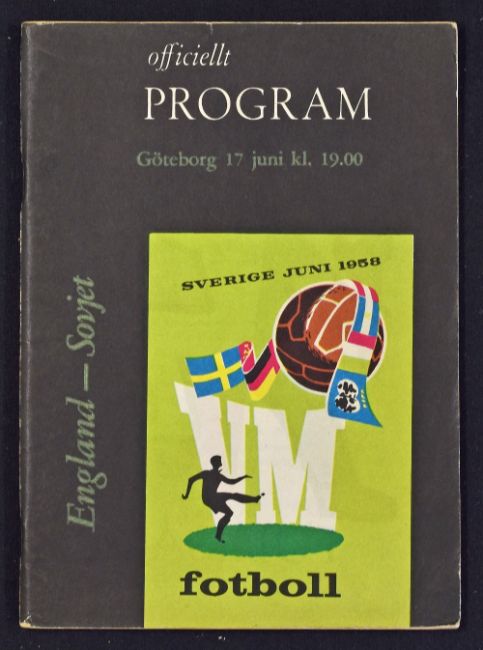 officiellt
PROGRAM
Göteborg 17 juni kl. 19.00
England — Sovjet
SVERIGE JUNI 1958
VM
fotboll